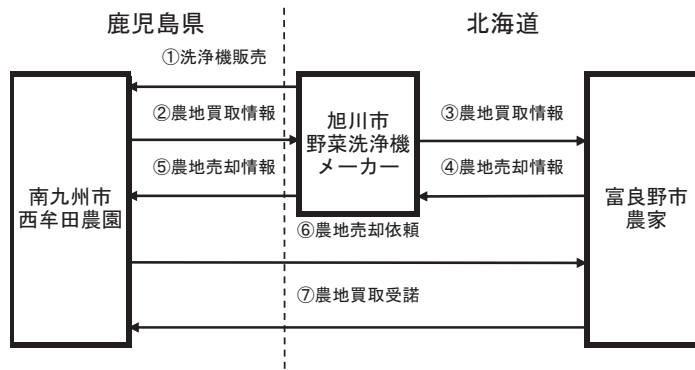 鹿児島県
北海道
①洗浄機販売
②農地買取情報
③農地買取情報
旭川市
野菜洗浄機
メーカー
⑤農地売却情報
④農地売却情報
南九州市
西牟田農園
富良野市
農家
⑥農地売却依頼
⑦農地買取受諾